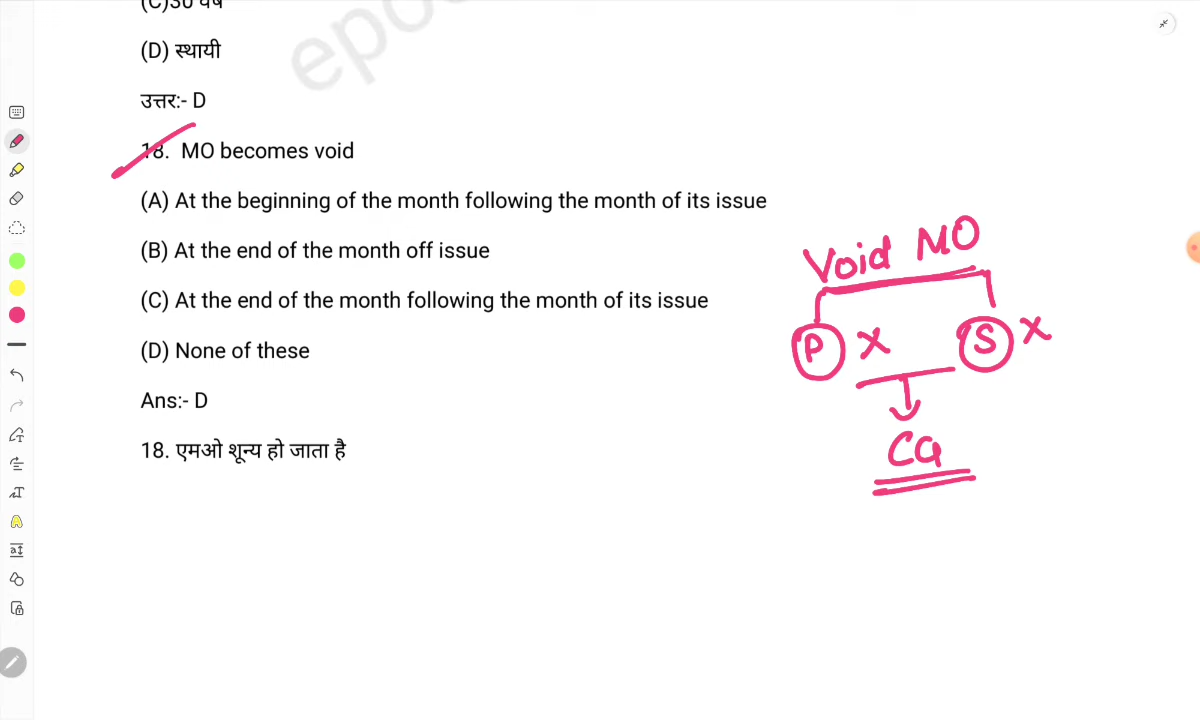 (C)30 वर्ष
(D) स्थायी
उत्तर:- D
18. MO becomes void
(A) At the beginning of the month following the month of its issue
(B) At the end of the month off issue
(C) At the end of the month following the month of its issue
(D) None of these
Ans:- D
18. एमओ शून्य हो जाता है
Void MO
P X S X
CG